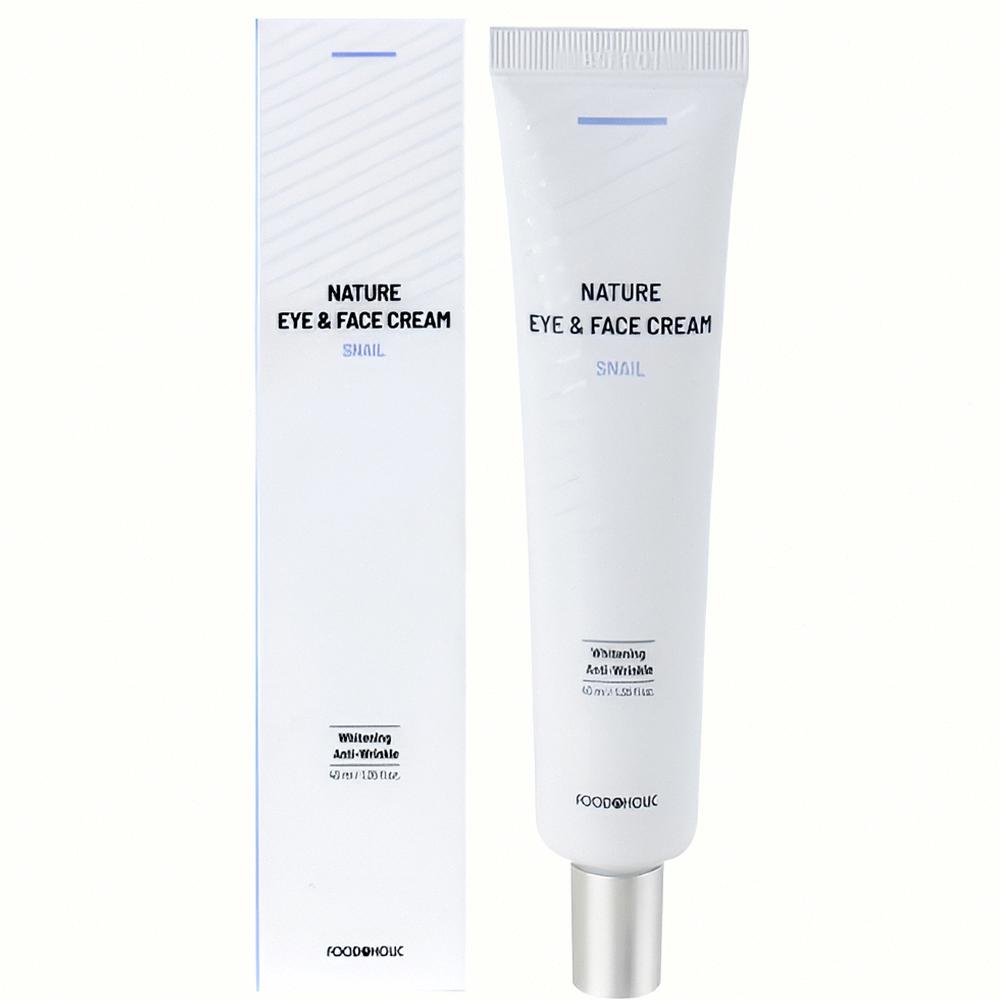 NATURE
EYE & FACE CREAM
SNAIL
Whitening
Anti-Wrinkle
FOODAHOLIC
NATURE
EYE & FACE CREAM
SNAIL
Whitening
Anti-Wrinkle
FOODAHOLIC